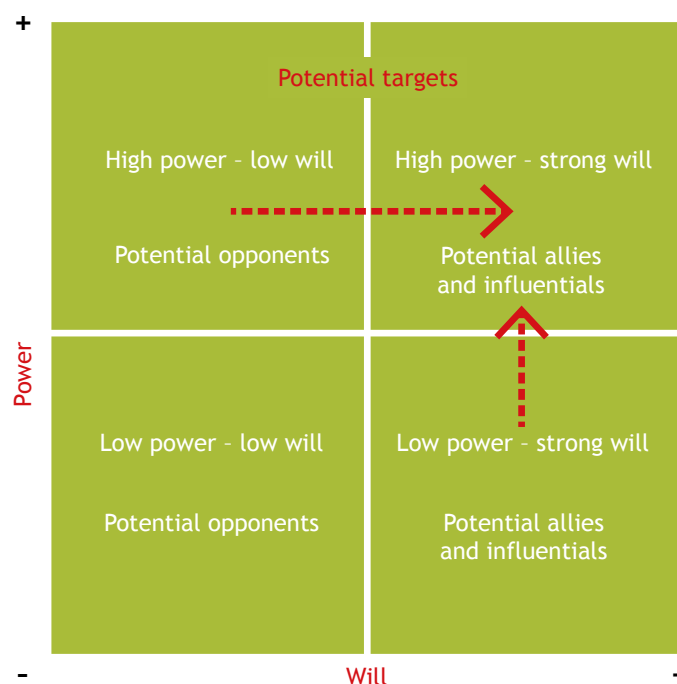 +
Potential targets
High power – low will
High power – strong will
Potential opponents
Potential allies
and influentials
Power
Low power – low will
Low power – strong will
Potential opponents
Potential allies
and influentials
-
Will